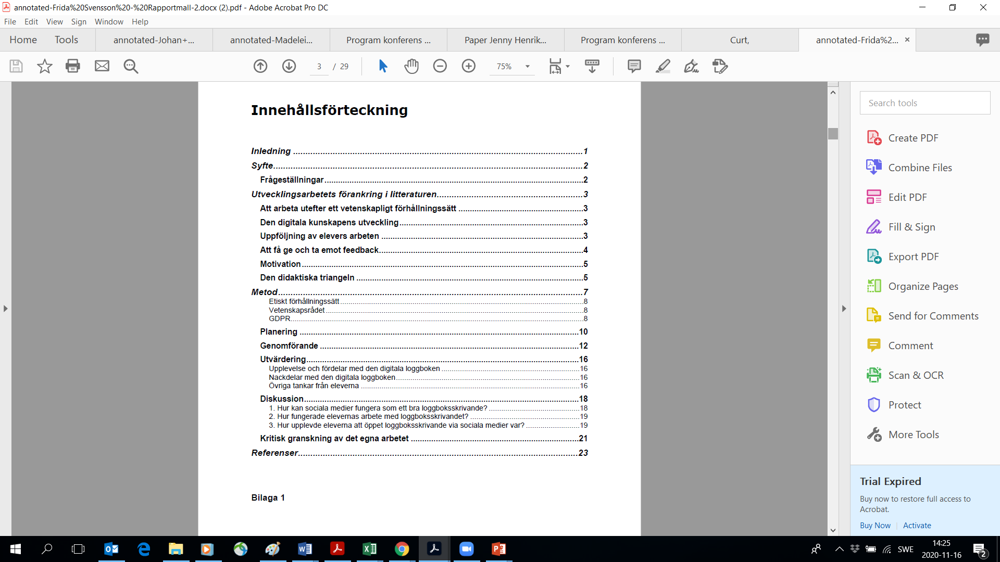 annotated-Frida%20Svensson%20-%20Rapportmall-2.docx (2).pdf - Adobe Acrobat Pro DC
File Edit View Sign Window Help
Home Tools annotated-Johan+... annotated-Madelei... Program konferens ... Paper Jenny Henrik... Program konferens ... Curt, annotated-Frida%2...
3 / 29 75%
Innehållsförteckning
Inledning ........................................ 1
Syfte ........................................ 2
Frågeställningar ........................................ 2
Utvecklingsarbetets förankring i litteraturen ........................................ 3
Att arbeta utefter ett vetenskapligt förhållningssätt ........................................ 3
Den digitala kunskapens utveckling ........................................ 3
Uppföljning av elevers arbeten ........................................ 3
Att få ge och ta emot feedback ........................................ 4
Motivation ........................................ 5
Den didaktiska triangeln ........................................ 5
Metod ........................................ 7
Etiskt förhållningssätt ........................................ 8
Vetenskapsrådet ........................................ 8
GDPR ........................................ 8
Planering ........................................ 10
Genomförande ........................................ 12
Utvärdering ........................................ 16
Upplevelse och fördelar med den digitala loggboken ........................................ 16
Nackdelar med den digitala loggboken ........................................ 16
Övriga tankar från eleverna ........................................ 16
Diskussion ........................................ 18
1. Hur kan sociala medier fungera som ett bra loggboksskrivande? ........................................ 18
2. Hur fungerade elevernas arbete med loggboksskrivandet? ........................................ 19
3. Hur upplevde eleverna att öppet loggboksskrivande via sociala medier var? ........................................ 19
Kritisk granskning av det egna arbetet ........................................ 21
Referenser ........................................ 23
Bilaga 1
Search tools
Create PDF
Combine Files
Edit PDF
Fill & Sign
Export PDF
Organize Pages
Send for Comments
Comment
Scan & OCR
Protect
More Tools
Trial Expired
Buy now to restore full access to
Acrobat.
Buy Now | Activate
SWE
14:25
2020-11-16
2